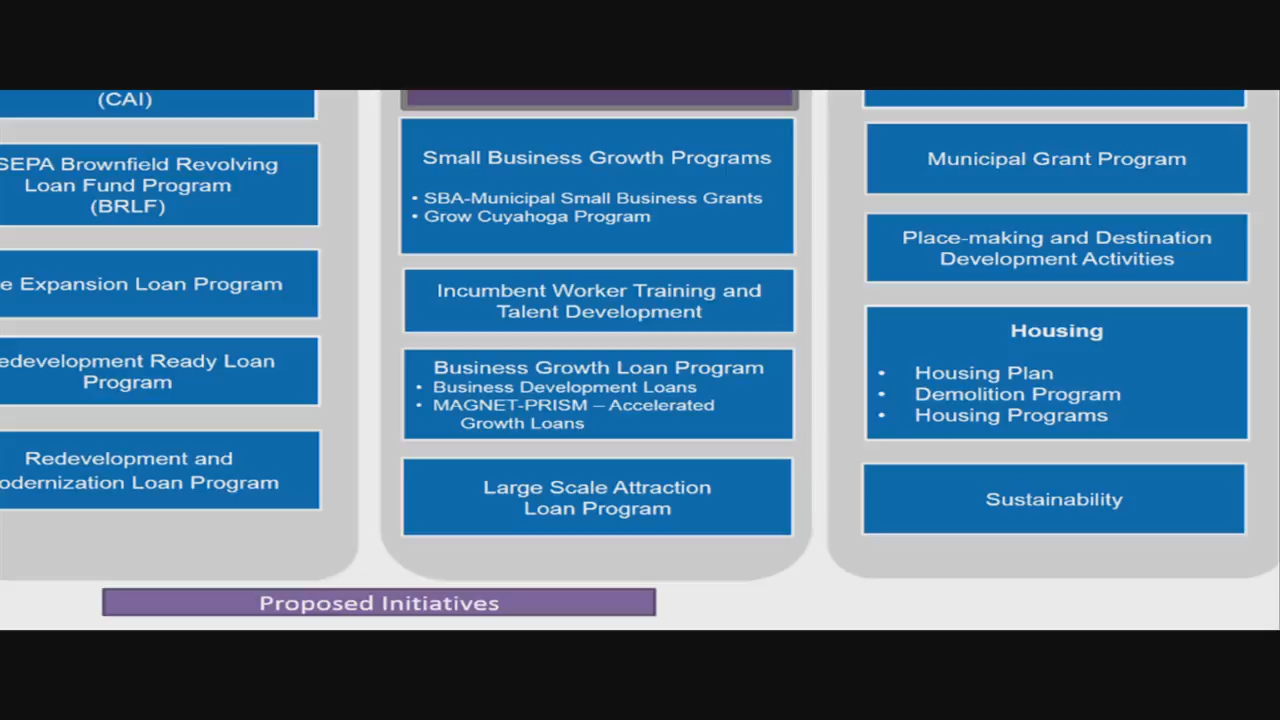 (CAI)
SEPA Brownfield Revolving
Loan Fund Program
(BRLF)
e Expansion Loan Program
edevelopment Ready Loan
Program
Redevelopment and
odernization Loan Program
Small Business Growth Programs
• SBA-Municipal Small Business Grants
• Grow Cuyahoga Program
Incumbent Worker Training and
Talent Development
Business Growth Loan Program
• Business Development Loans
• MAGNET-PRISM – Accelerated
Growth Loans
Large Scale Attraction
Loan Program
Municipal Grant Program
Place-making and Destination
Development Activities
Housing
• Housing Plan
• Demolition Program
• Housing Programs
Sustainability
Proposed Initiatives